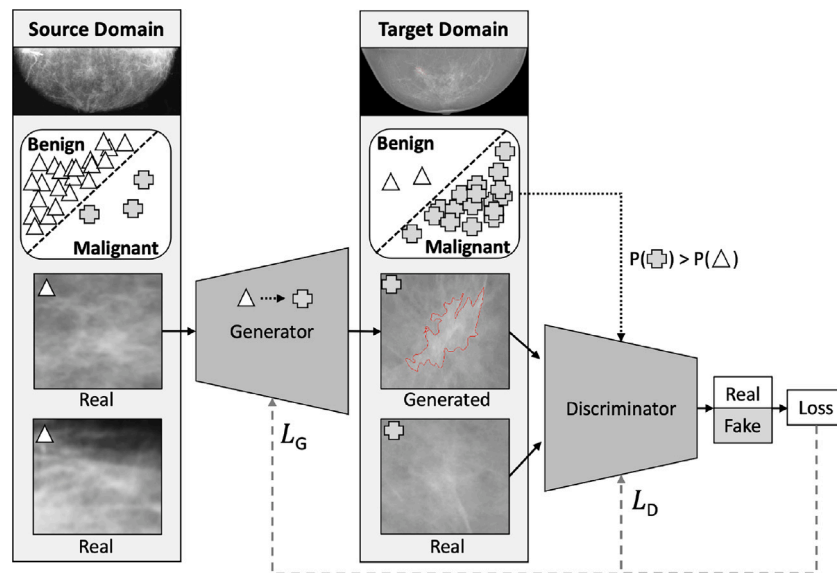 Source Domain
Benign
Malignant
Real
Real
Generator
L_G
Target Domain
Benign
Malignant
Generated
Real
P(✚) > P(△)
Discriminator
L_D
Real
Fake
Loss